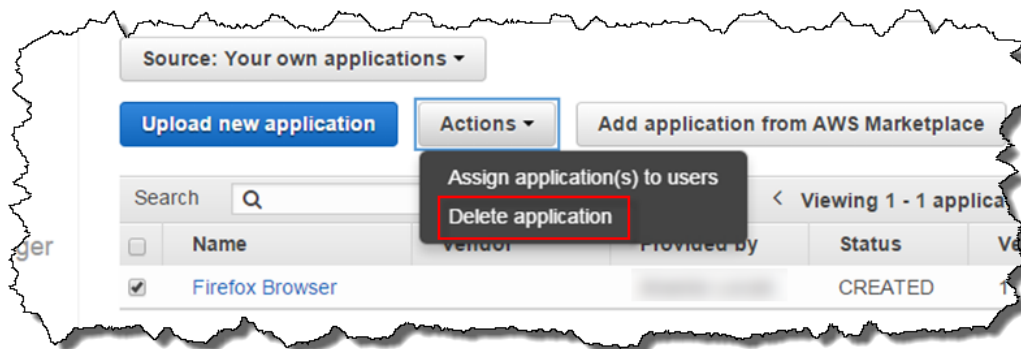 Source: Your own applications
Upload new application Actions Add application from AWS Marketplace
Assign application(s) to users
Search Viewing 1 - 1 applica
Delete application
ger Name Vendor Provided by Status Ve
Firefox Browser CREATED 1